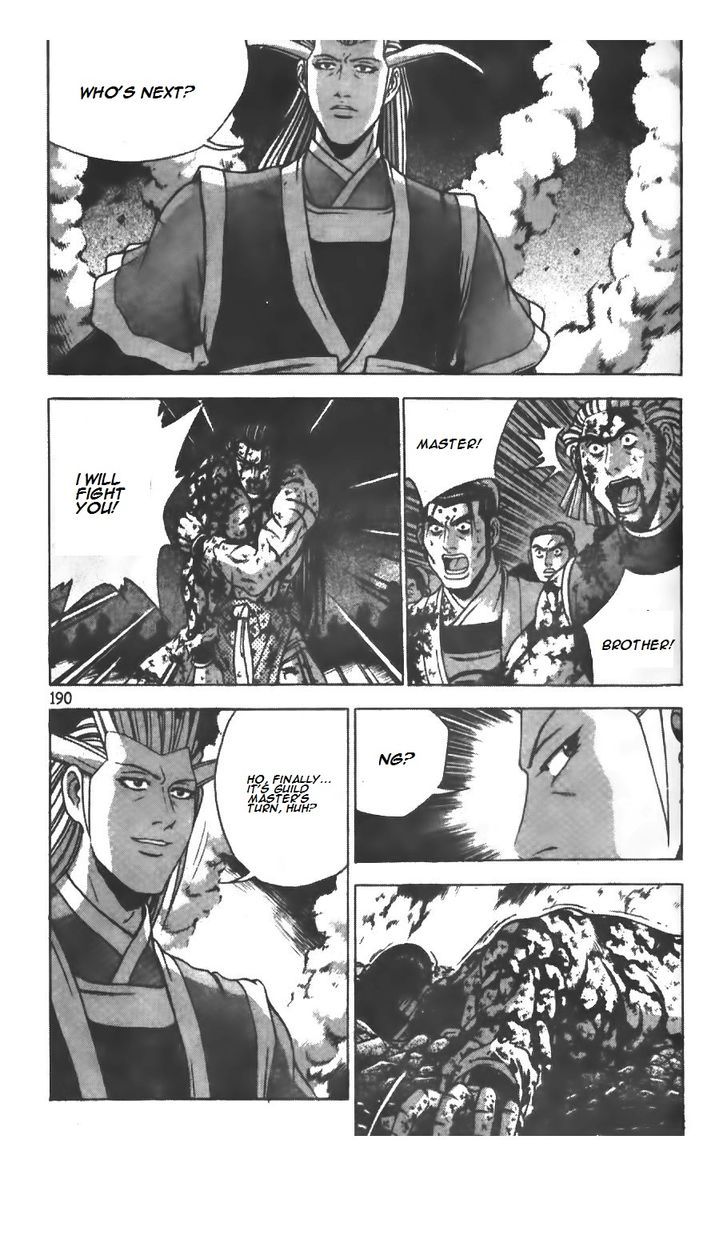 WHO'S NEXT?
MASTER!
BROTHER!
I WILL
FIGHT
YOU!
190
NG?
HO, FINALLY...
IT'S GUILD
MASTER'S
TURN, HUH?